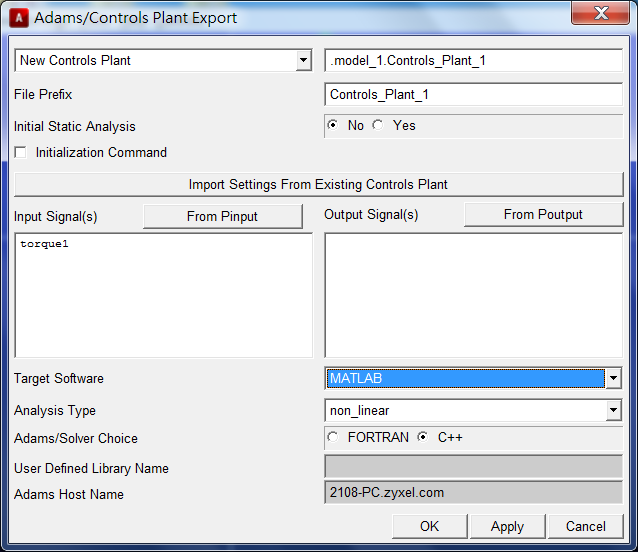 Adams/Controls Plant Export
New Controls Plant
.model_1.Controls_Plant_1
File Prefix
Controls_Plant_1
Initial Static Analysis
No
Yes
Initialization Command
Import Settings From Existing Controls Plant
Input Signal(s)
From Pinput
Output Signal(s)
From Poutput
torque1
Target Software
MATLAB
Analysis Type
non_linear
Adams/Solver Choice
FORTRAN
C++
User Defined Library Name
Adams Host Name
2108-PC.zyxel.com
OK
Apply
Cancel